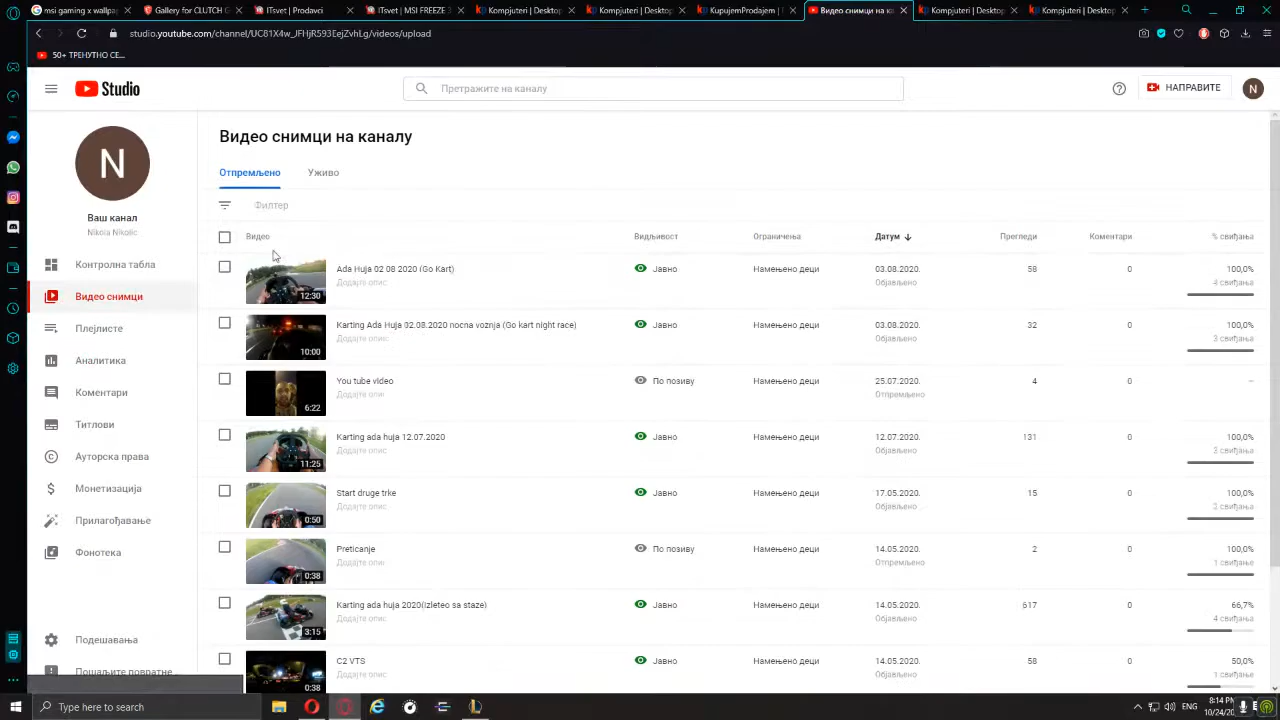 msi gaming x wallpap
Gallery for CLUTCH G
ITsvet | Prodavci
ITsvet | MSI FREEZE
Kompjuteri | Desktop
Kompjuteri | Desktop
KupujemProdajem |
Видео снимци на ка
Kompjuteri | Desktop
Kompjuteri | Desktop
studio.youtube.com/channel/UC81X4w_JFHjR593EejZvhLg/videos/upload
50+ ТРЕНУТНО СЕ...
Studio
Претражите на каналу
НАПРАВИТЕ
N
N
Ваш канал
Nikola Nikolic
Контролна табла
Видео снимци
Плејлисте
Аналитика
Коментари
Титлови
Ауторска права
Монетизација
Прилагођавање
Фонотека
Подешавања
Пошаљите повратне
Видео снимци на каналу
Отпремљено Уживо
Филтер
Видео Видљивост Ограничења Датум Прегледи Коментари % свиђања
Ada Huja 02 08 2020 (Go Kart) Јавно Намењено деци 03.08.2020. 58 0 100,0%
12:30 Додајте опис Објављено 4 свиђања
Karting Ada Huja 02.08.2020 nocna voznja (Go kart night race) Јавно Намењено деци 03.08.2020. 32 0 100,0%
10:00 Додајте опис Објављено 3 свиђања
You tube video По позиву Намењено деци 25.07.2020. 4 0 –
6:22 Додајте опис Отпремљено
Karting ada huja 12.07.2020 Јавно Намењено деци 12.07.2020. 131 0 100,0%
11:25 Додајте опис Објављено 3 свиђања
Start druge trke Јавно Намењено деци 17.05.2020. 15 0 100,0%
0:50 Додајте опис Објављено свиђања
Preticanje По позиву Намењено деци 14.05.2020. 2 0 100,0%
0:38 Додајте опис Отпремљено 1 свиђање
Karting ada huja 2020(izleteo sa staze) Јавно Намењено деци 14.05.2020. 617 0 66,7%
3:15 Додајте опис Објављено 4 свиђања
C2 VTS Јавно Намењено деци 14.05.2020. 58 0 50,0%
0:38 Додајте опис Објављено 1 свиђање
Type here to search
ENG
8:14 P
10/24/20